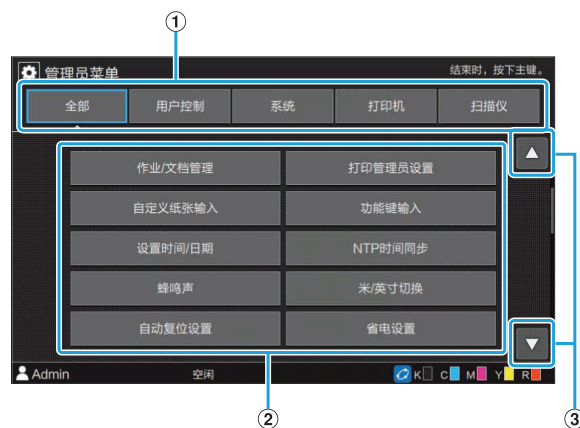 ①
管理员菜单 结束时，按下主键。
全部 用户控制 系统 打印机 扫描仪
作业/文档管理 打印管理员设置
自定义纸张输入 功能键输入
设置时间/日期 NTP时间同步
蜂鸣声 米/英寸切换
自动复位设置 省电设置
Admin 空闲 K C M Y R
② ③